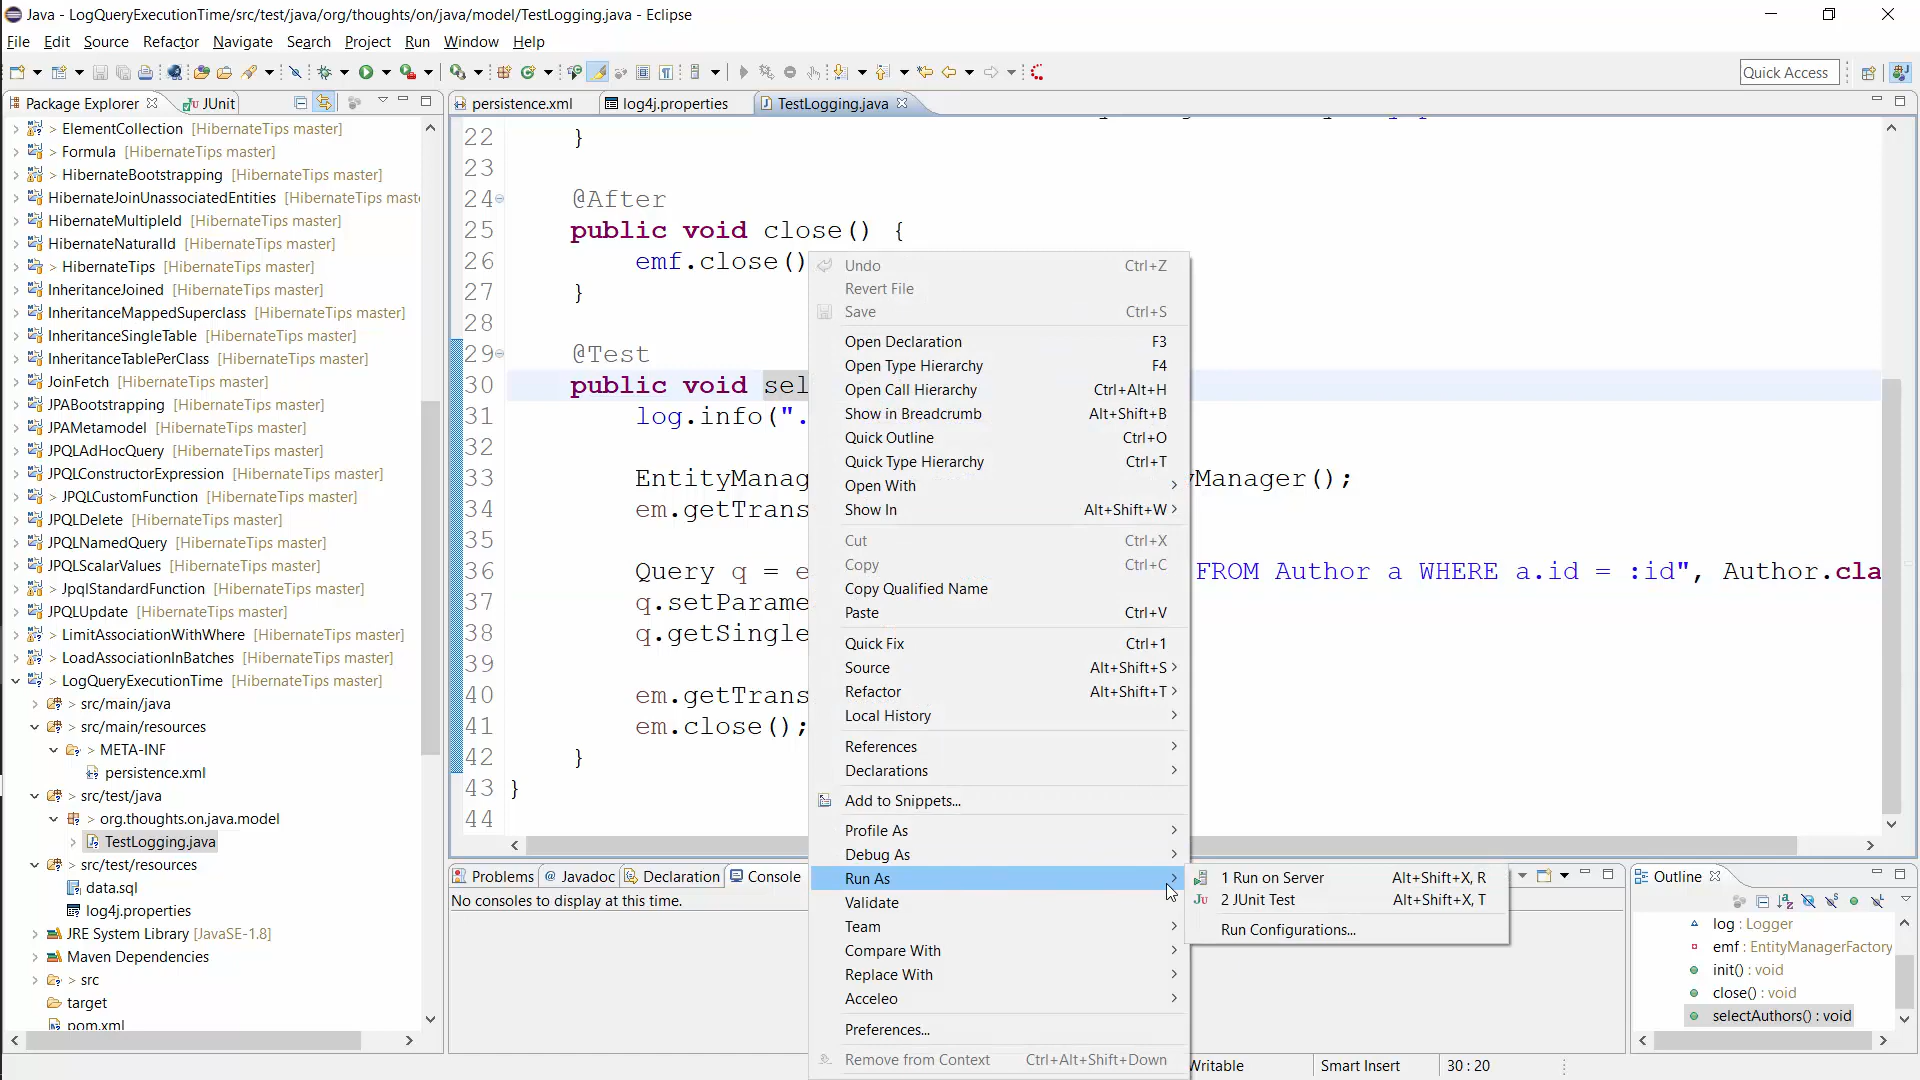 Java - LogQueryExecutionTime/src/test/java/org/thoughts/on/java/model/TestLogging.java - Eclipse
File Edit Source Refactor Navigate Search Project Run Window Help
Quick Access
Package Explorer JUnit
persistence.xml log4j.properties TestLogging.java
> ElementCollection [HibernateTips master]
> Formula [HibernateTips master]
> HibernateBootstrapping [HibernateTips master]
HibernateJoinUnassociatedEntities [HibernateTips mast
HibernateMultipleId [HibernateTips master]
HibernateNaturalId [HibernateTips master]
> HibernateTips [HibernateTips master]
InheritanceJoined [HibernateTips master]
InheritanceMappedSuperclass [HibernateTips master]
InheritanceSingleTable [HibernateTips master]
InheritanceTablePerClass [HibernateTips master]
JoinFetch [HibernateTips master]
JPABootstrapping [HibernateTips master]
JPAMetamodel [HibernateTips master]
JPQLAdHocQuery [HibernateTips master]
JPQLConstructorExpression [HibernateTips master]
> JPQLCustomFunction [HibernateTips master]
JPQLDelete [HibernateTips master]
JPQLNamedQuery [HibernateTips master]
JPQLScalarValues [HibernateTips master]
> JpqlStandardFunction [HibernateTips master]
JPQLUpdate [HibernateTips master]
> LimitAssociationWithWhere [HibernateTips master]
> LoadAssociationInBatches [HibernateTips master]
> LogQueryExecutionTime [HibernateTips master]
> src/main/java
> src/main/resources
> META-INF
persistence.xml
> src/test/java
> org.thoughts.on.java.model
TestLogging.java
> src/test/resources
data.sql
log4j.properties
JRE System Library [JavaSE-1.8]
Maven Dependencies
> src
target
pom.xml
22 }
23
24 @After
25 public void close() {
26 emf.close()
27 }
28
29 @Test
30 public void sel
31 log.info(".
32
33 EntityManag yManager();
34 em.getTrans
35
36 Query q = e FROM Author a WHERE a.id = :id", Author.cla
37 q.setParame
38 q.getSingle
39
40 em.getTrans
41 em.close();
42 }
43 }
44
Undo Ctrl+Z
Revert File
Save Ctrl+S
Open Declaration F3
Open Type Hierarchy F4
Open Call Hierarchy Ctrl+Alt+H
Show in Breadcrumb Alt+Shift+B
Quick Outline Ctrl+O
Quick Type Hierarchy Ctrl+T
Open With
Show In Alt+Shift+W
Cut Ctrl+X
Copy Ctrl+C
Copy Qualified Name
Paste Ctrl+V
Quick Fix Ctrl+1
Source Alt+Shift+S
Refactor Alt+Shift+T
Local History
References
Declarations
Add to Snippets...
Profile As
Debug As
Run As
Validate
Team
Compare With
Replace With
Acceleo
Preferences...
Remove from Context Ctrl+Alt+Shift+Down
1 Run on Server Alt+Shift+X, R
2 JUnit Test Alt+Shift+X, T
Run Configurations...
Problems @ Javadoc Declaration Console
No consoles to display at this time.
Outline
log : Logger
emf : EntityManagerFactory
init() : void
close() : void
selectAuthors() : void
Writable Smart Insert 30 : 20